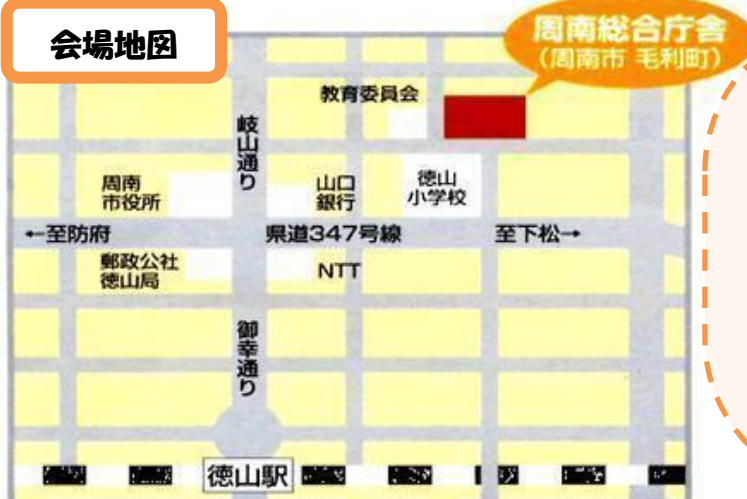 会場地図
周南総合庁舎
(周南市 毛利町)
教育委員会
岐山通り
周南
市役所
山口
銀行
徳山
小学校
←至防府
県道347号線
至下松→
郵政公社
徳山局
NTT
御幸通り
徳山駅